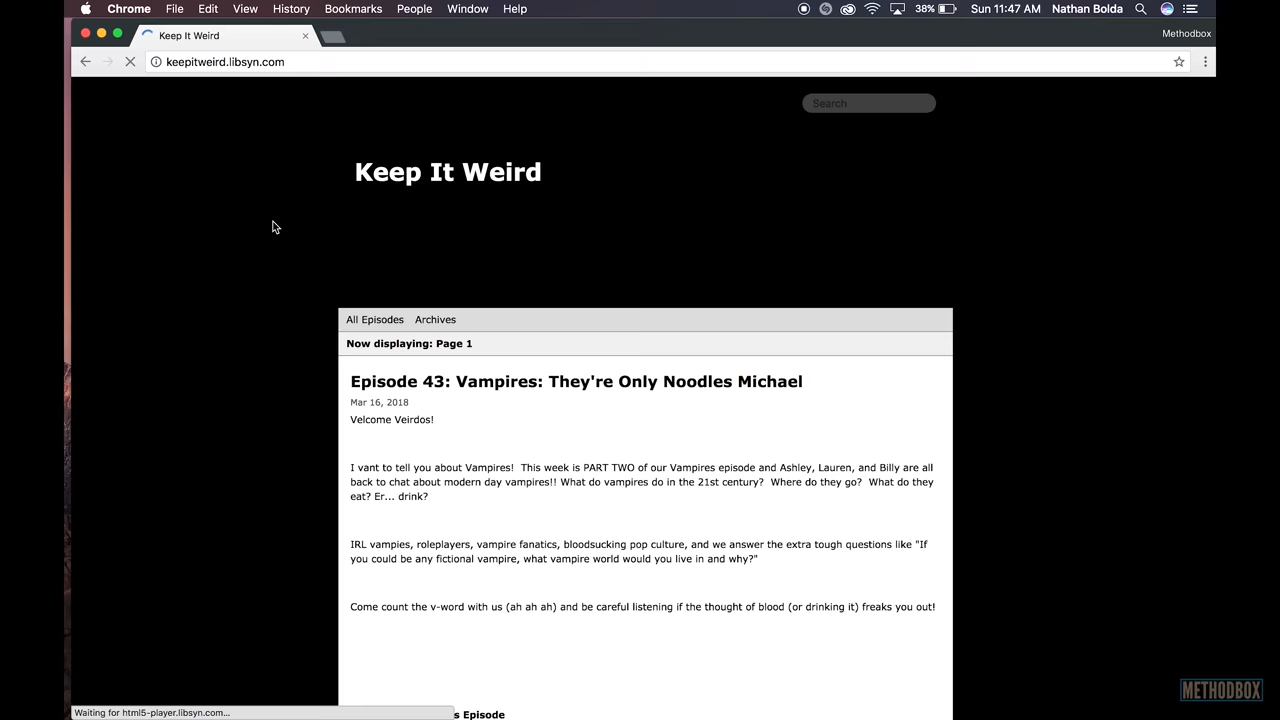 Chrome File Edit View History Bookmarks People Window Help 38% Sun 11:47 AM Nathan Bolda
Keep It Weird
Methodbox
keepitweird.libsyn.com
Search
Keep It Weird
All Episodes Archives
Now displaying: Page 1
Episode 43: Vampires: They're Only Noodles Michael
Mar 16, 2018
Velcome Veirdos!
I vant to tell you about Vampires! This week is PART TWO of our Vampires episode and Ashley, Lauren, and Billy are all
back to chat about modern day vampires!! What do vampires do in the 21st century? Where do they go? What do they
eat? Er... drink?
IRL vampies, roleplayers, vampire fanatics, bloodsucking pop culture, and we answer the extra tough questions like "If
you could be any fictional vampire, what vampire world would you live in and why?"
Come count the v-word with us (ah ah ah) and be careful listening if the thought of blood (or drinking it) freaks you out!
METHODBOX
Waiting for html5-player.libsyn.com...
s Episode